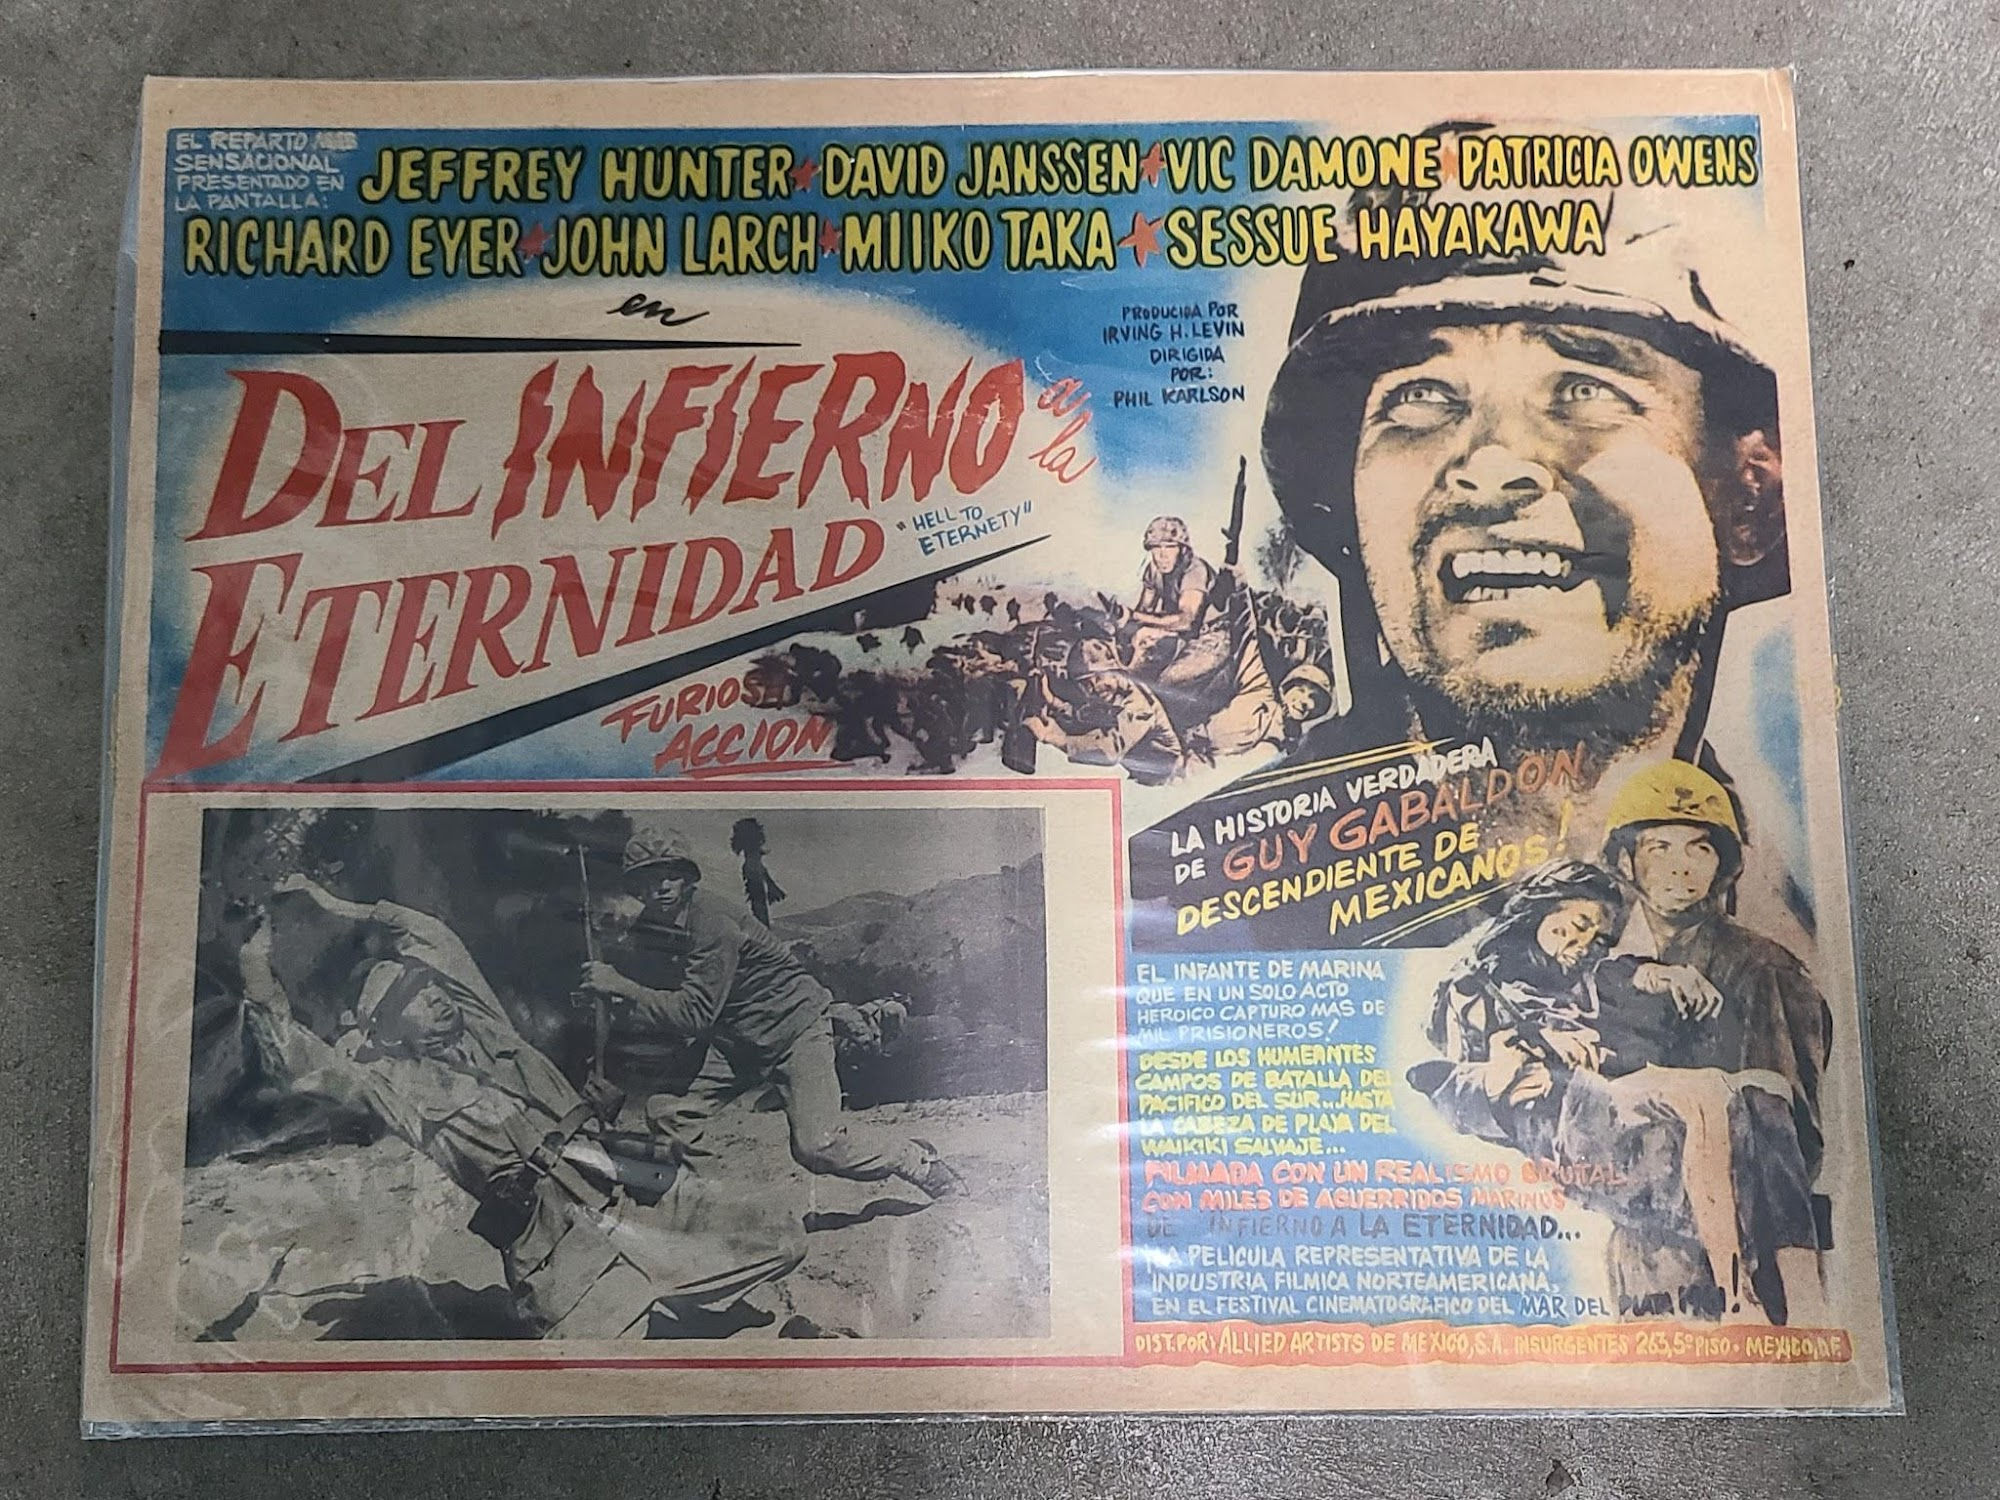 EL REPARTO MAS
SENSACIONAL
PRESENTADO EN
LA PANTALLA:
JEFFREY HUNTER ★ DAVID JANSSEN ★ VIC DAMONE ★ PATRICIA OWENS
RICHARD EYER ★ JOHN LARCH ★ MIIKO TAKA ★ SESSUE HAYAKAWA
en
PRODUCIDA POR
IRVING H. LEVIN
DIRIGIDA
POR:
PHIL KARLSON
DEL INFIERNO a la
ETERNIDAD
"HELL TO
ETERNETY"
FURIOSA
ACCION
LA HISTORIA VERDADERA
DE GUY GABALDON
DESCENDIENTE DE
MEXICANOS!
EL INFANTE DE MARINA
QUE EN UN SOLO ACTO
HEROICO CAPTURO MAS DE
MIL PRISIONEROS!
DESDE LOS HUMEANTES
CAMPOS DE BATALLA DEL
PACIFICO DEL SUR...HASTA
LA CABEZA DE PLAYA DEL
WAIKIKI SALVAJE...
FILMADA CON UN REALISMO BRUTAL
CON MILES DE AGUERRIDOS MARINOS
DE INFIERNO A LA ETERNIDAD...
LA PELICULA REPRESENTATIVA DE LA
INDUSTRIA FILMICA NORTEAMERICANA,
EN EL FESTIVAL CINEMATOGRAFICO DEL MAR DEL PLATA 1961!
DIST. POR: ALLIED ARTISTS DE MEXICO, S.A. INSURGENTES 263, 5º PISO • MEXICO, D.F.